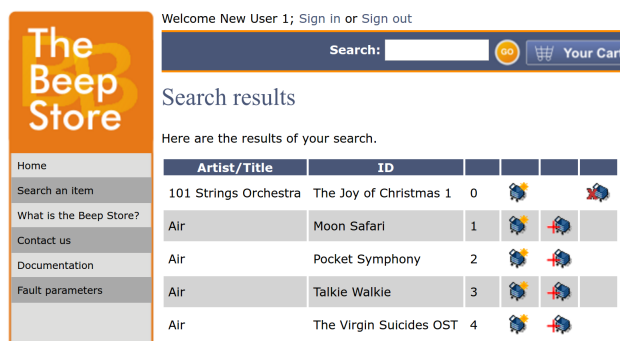 Welcome New User 1; Sign in or Sign out
The
Beep
Store
Search:
GO
Your Car
Search results
Here are the results of your search.
Home
Search an item
What is the Beep Store?
Contact us
Documentation
Fault parameters
Artist/Title ID
101 Strings Orchestra The Joy of Christmas 1 0
Air Moon Safari 1
Air Pocket Symphony 2
Air Talkie Walkie 3
Air The Virgin Suicides OST 4